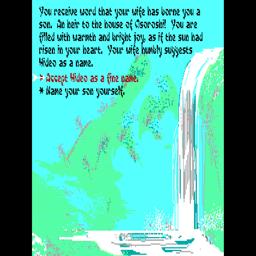 You receive word that your wife has borne you a
son. An heir to the house of Osoroshi! You are
filled with warmth and bright joy, as if the sun had
risen in your heart. Your wife humbly suggests
Hideo as a name.
* Accept Hideo as a fine name.
* Name your son yourself.